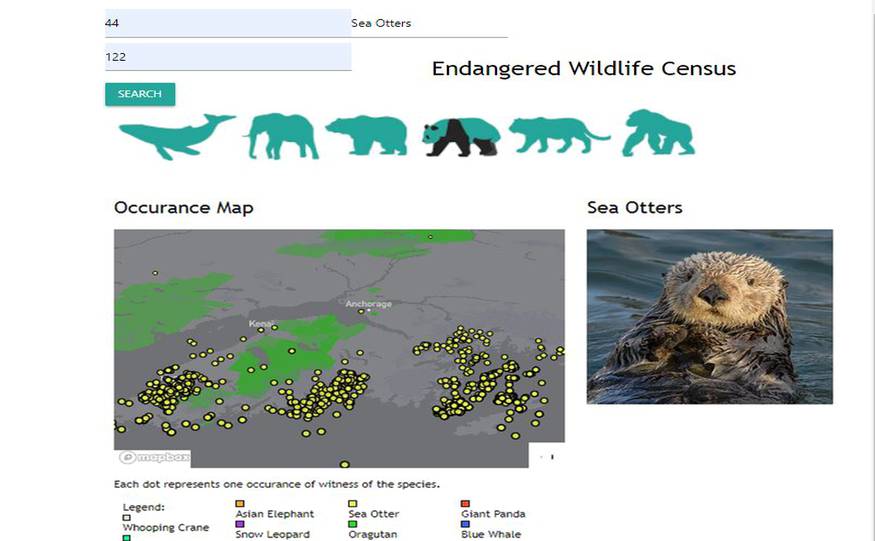 44
Sea Otters
122
Endangered Wildlife Census
SEARCH
Occurance Map
Sea Otters
Anchorage
Kenai
mapbox
Each dot represents one occurance of witness of the species.
Legend:
Whooping Crane
Asian Elephant
Snow Leopard
Sea Otter
Oragutan
Giant Panda
Blue Whale